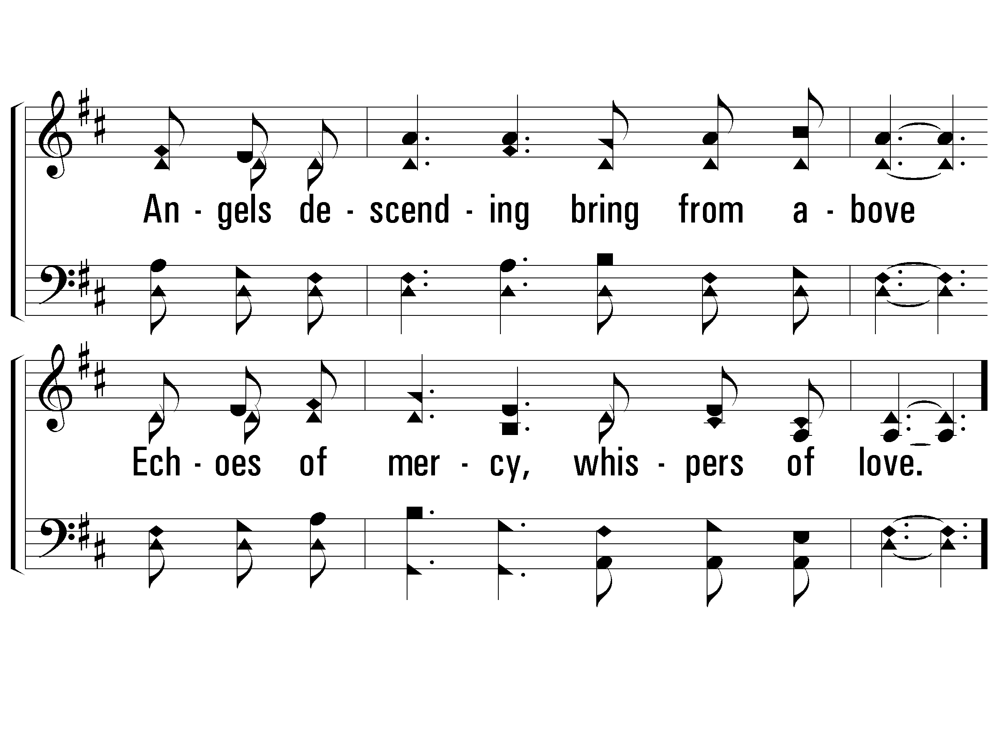 An - gels de - scend - ing bring from a - bove
Ech - oes of mer - cy, whis - pers of love.